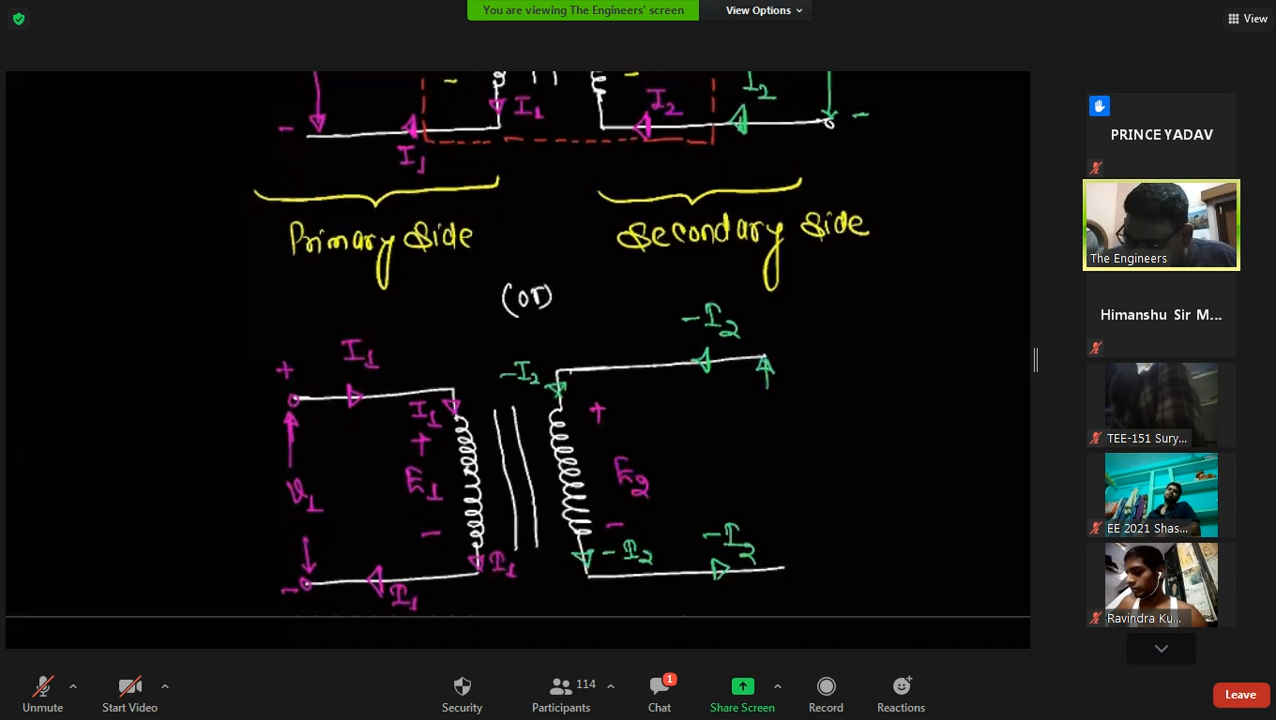 You are viewing The Engineers' screen
View Options
View
I1
I2
I2
-
-
-
-
I1
Primary Side
Secondary Side
(or)
-I2
I1
+
-I2
I1
+
+
E1
E2
V1
-
-
-I2
-I2
I1
-
I1
PRINCE YADAV
The Engineers
Himanshu Sir M...
TEE-151 Sury...
EE 2021 Shas...
Ravindra Ku...
Unmute
Start Video
Security
114
Participants
1
Chat
Share Screen
Record
Reactions
Leave